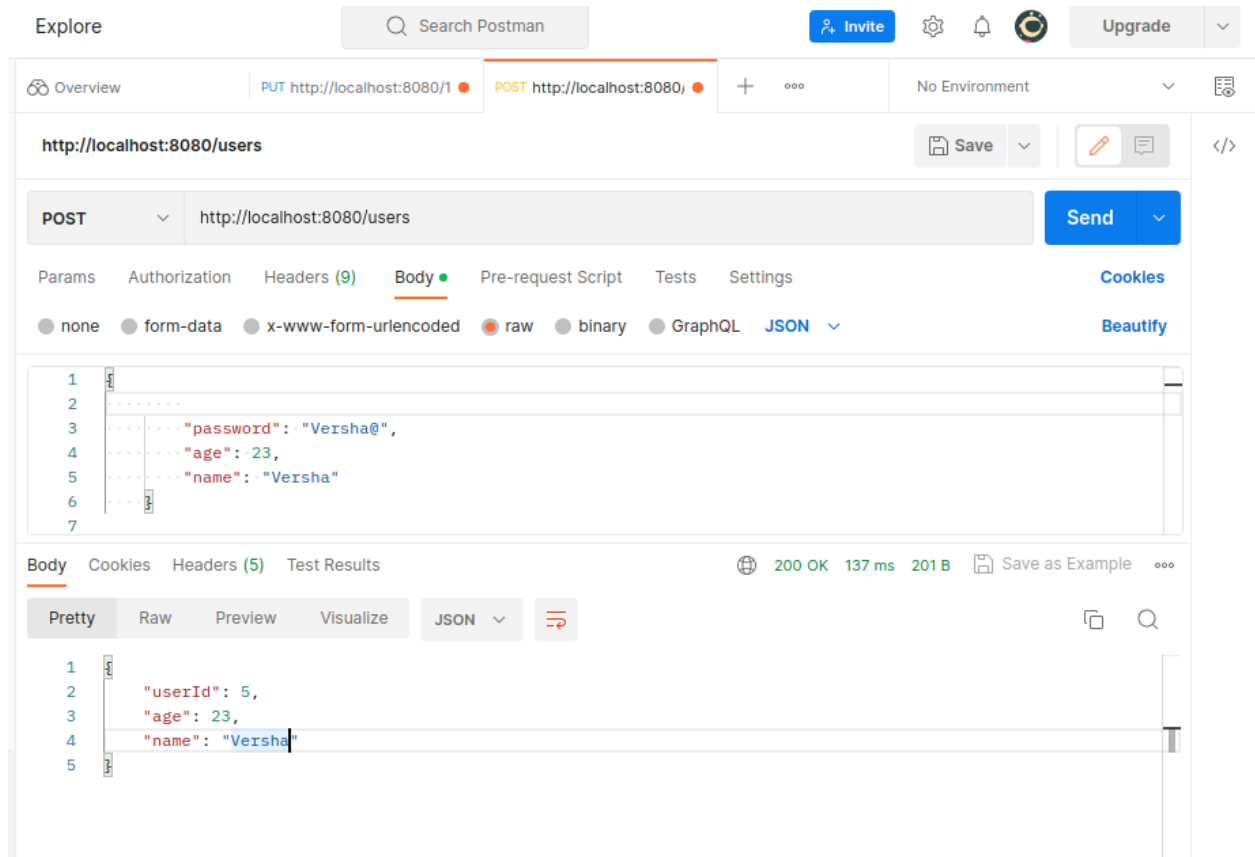 Explore Search Postman Invite Upgrade
Overview PUT http://localhost:8080/1 POST http://localhost:8080/ No Environment
http://localhost:8080/users Save </>
POST http://localhost:8080/users Send
Params Authorization Headers (9) Body Pre-request Script Tests Settings Cookies
none form-data x-www-form-urlencoded raw binary GraphQL JSON Beautify
1 {
2
3 "password": "Versha@",
4 "age": 23,
5 "name": "Versha"
6 }
7
Body Cookies Headers (5) Test Results 200 OK 137 ms 201 B Save as Example
Pretty Raw Preview Visualize JSON
1 {
2 "userId": 5,
3 "age": 23,
4 "name": "Versha"
5 }